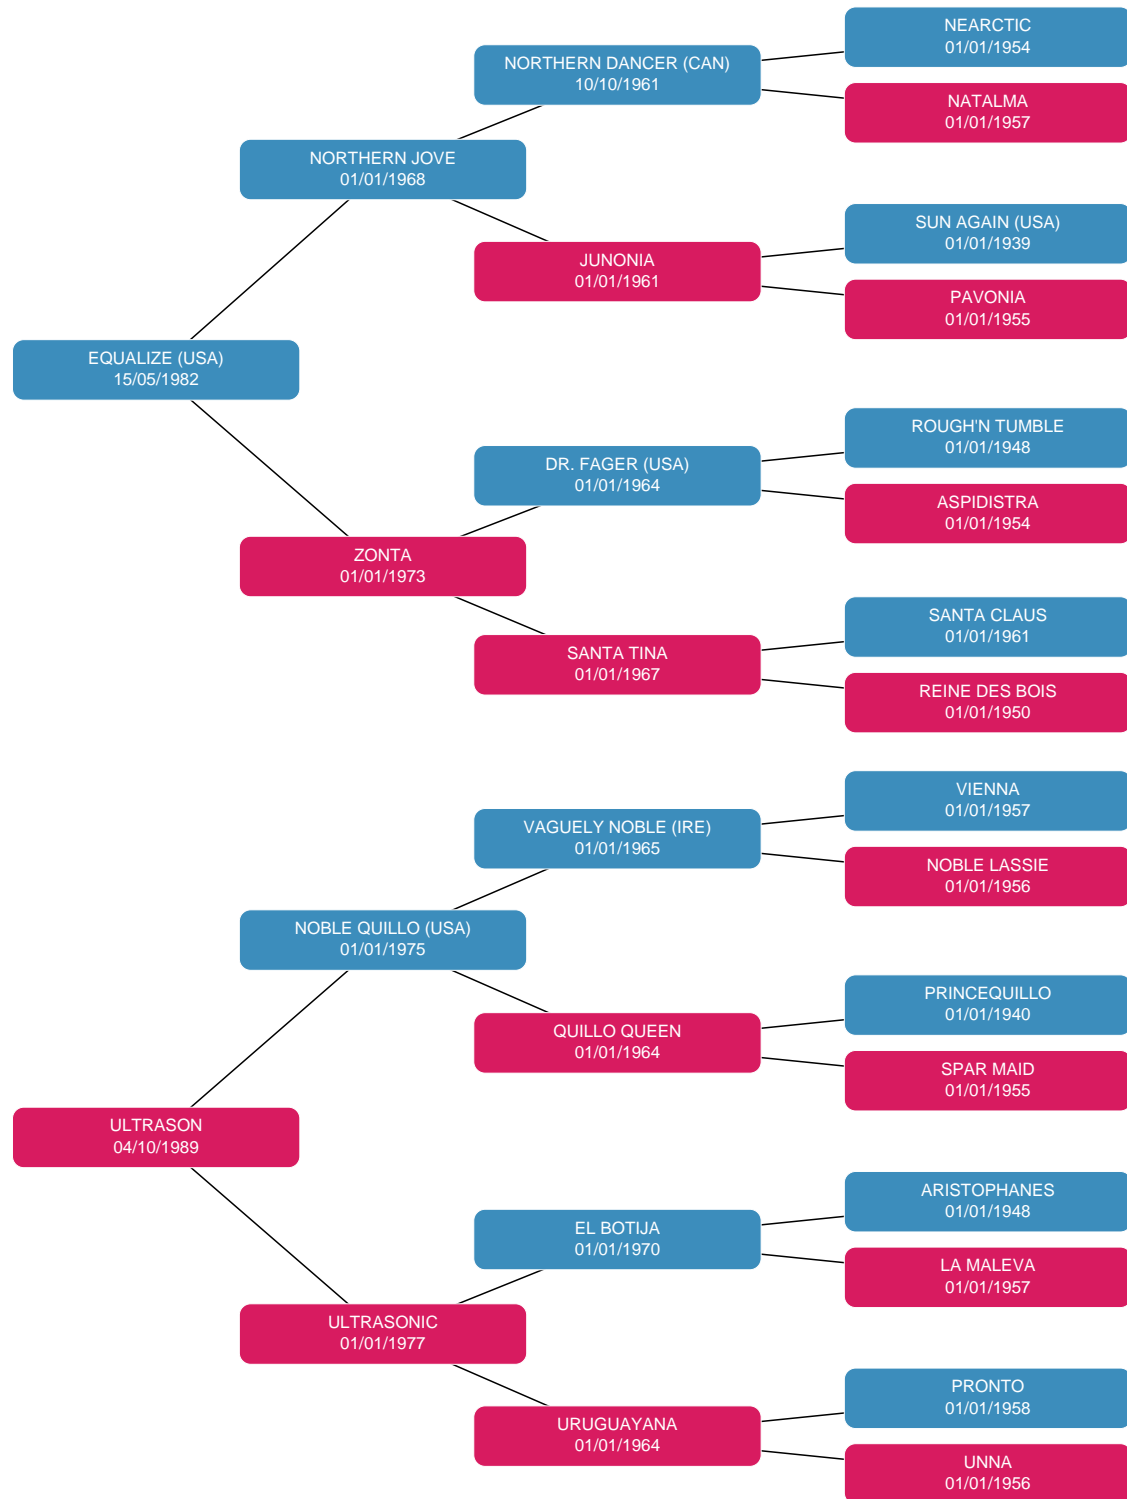 NEARCTIC
01/01/1954
NORTHERN DANCER (CAN)
10/10/1961
NATALMA
01/01/1957
NORTHERN JOVE
01/01/1968
SUN AGAIN (USA)
01/01/1939
JUNONIA
01/01/1961
PAVONIA
01/01/1955
EQUALIZE (USA)
15/05/1982
ROUGH'N TUMBLE
01/01/1948
DR. FAGER (USA)
01/01/1964
ASPIDISTRA
01/01/1954
ZONTA
01/01/1973
SANTA CLAUS
01/01/1961
SANTA TINA
01/01/1967
REINE DES BOIS
01/01/1950
VIENNA
01/01/1957
VAGUELY NOBLE (IRE)
01/01/1965
NOBLE LASSIE
01/01/1956
NOBLE QUILLO (USA)
01/01/1975
PRINCEQUILLO
01/01/1940
QUILLO QUEEN
01/01/1964
SPAR MAID
01/01/1955
ULTRASON
04/10/1989
ARISTOPHANES
01/01/1948
EL BOTIJA
01/01/1970
LA MALEVA
01/01/1957
ULTRASONIC
01/01/1977
PRONTO
01/01/1958
URUGUAYANA
01/01/1964
UNNA
01/01/1956